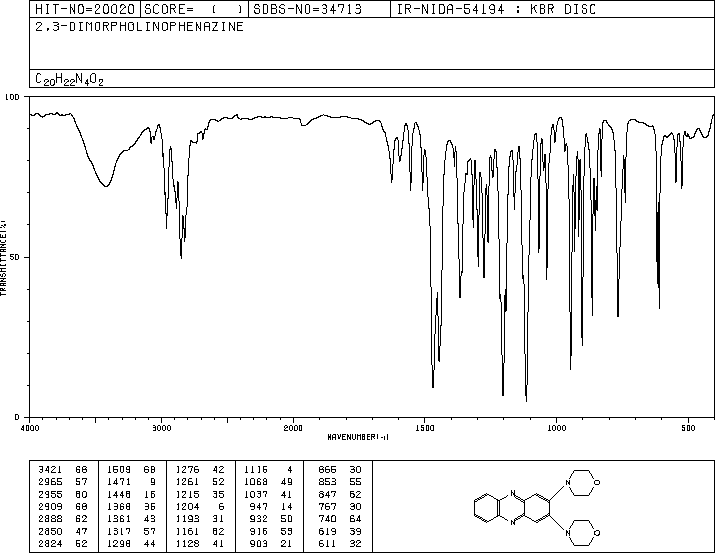 HIT-NO=20020 SCORE= ( ) SDBS-NO=34713 IR-NIDA-54194 : KBR DISC
2,3-DIMORPHOLINOPHENAZINE
C20H22N4O2
100
TRANSMITTANCE(%)
50
0
4000 3000 2000 1500 1000 500
WAVENUMBER(-1)
3421 68 1509 68 1276 42 1116 4 866 30
2965 57 1471 9 1261 52 1068 49 853 55
2955 80 1448 16 1215 35 1037 41 847 62
2909 68 1368 36 1204 6 947 14 767 30
2888 62 1361 43 1193 31 932 50 740 64
2850 47 1317 57 1161 62 916 59 619 39
2824 52 1298 44 1128 41 903 21 611 32
N O
N
N
N O